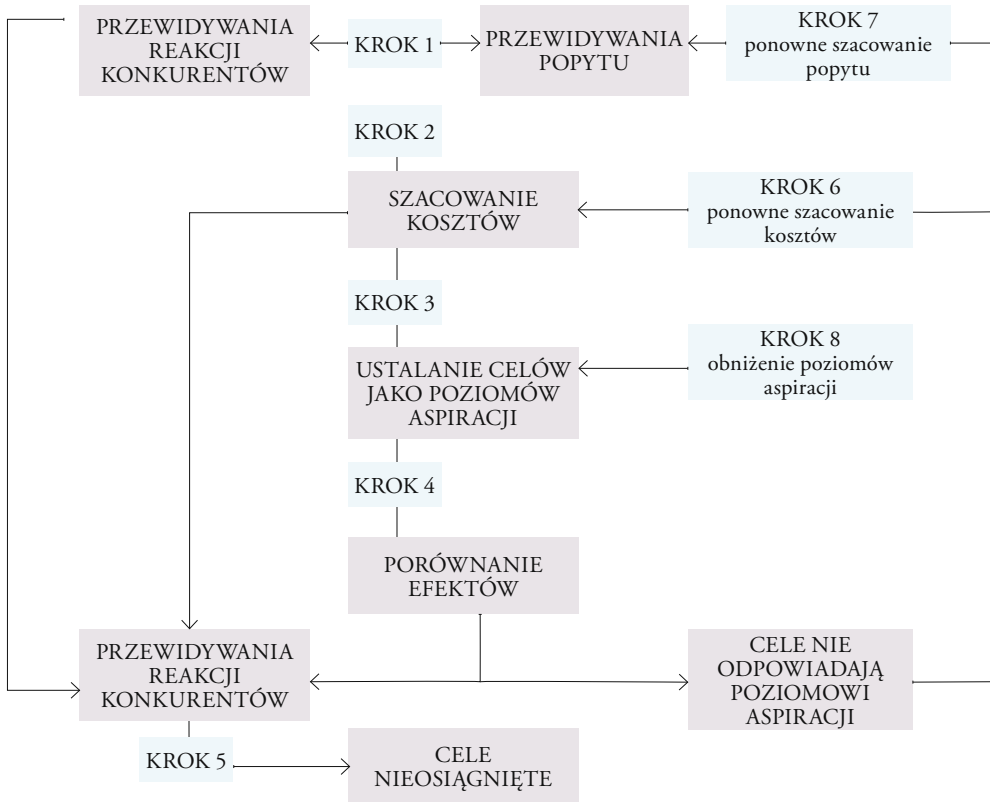 PRZEWIDYWANIA
REAKCJI
KONKURENTÓW
KROK 1
PRZEWIDYWANIA
POPYTU
KROK 7
ponowne szacowanie
popytu
KROK 2
SZACOWANIE
KOSZTÓW
KROK 6
ponowne szacowanie
kosztów
KROK 3
USTALANIE CELÓW
JAKO POZIOMÓW
ASPIRACJI
KROK 8
obniżenie poziomów
aspiracji
KROK 4
PORÓWNANIE
EFEKTÓW
PRZEWIDYWANIA
REAKCJI
KONKURENTÓW
CELE NIE
ODPOWIADAJĄ
POZIOMOWI
ASPIRACJI
KROK 5
CELE
NIEOSIĄGNIĘTE